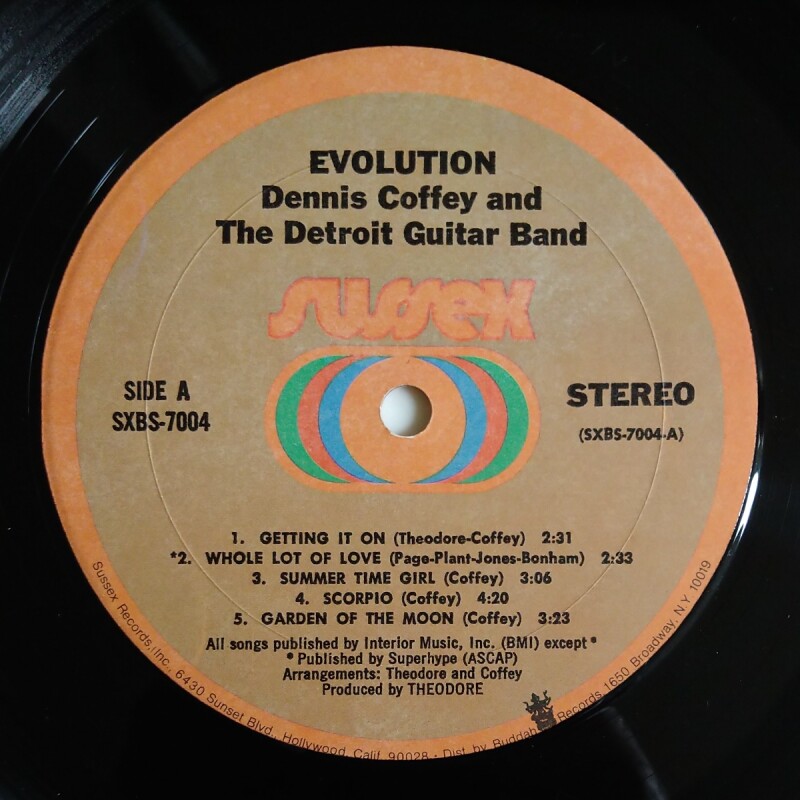 EVOLUTION
Dennis Coffey and
The Detroit Guitar Band
sussex
SIDE A
SXBS-7004
STEREO
(SXBS-7004-A)
1. GETTING IT ON (Theodore-Coffey) 2:31
*2. WHOLE LOT OF LOVE (Page-Plant-Jones-Bonham) 2:33
3. SUMMER TIME GIRL (Coffey) 3:06
4. SCORPIO (Coffey) 4:20
5. GARDEN OF THE MOON (Coffey) 3:23
All songs published by Interior Music, Inc. (BMI) except*
*Published by Superhype (ASCAP)
Arrangements: Theodore and Coffey
Produced by THEODORE
Sussex Records, Inc., 6430 Sunset Blvd., Hollywood, Calif. 90028 · Dist. by Buddah Records 1650 Broadway, N Y 10019